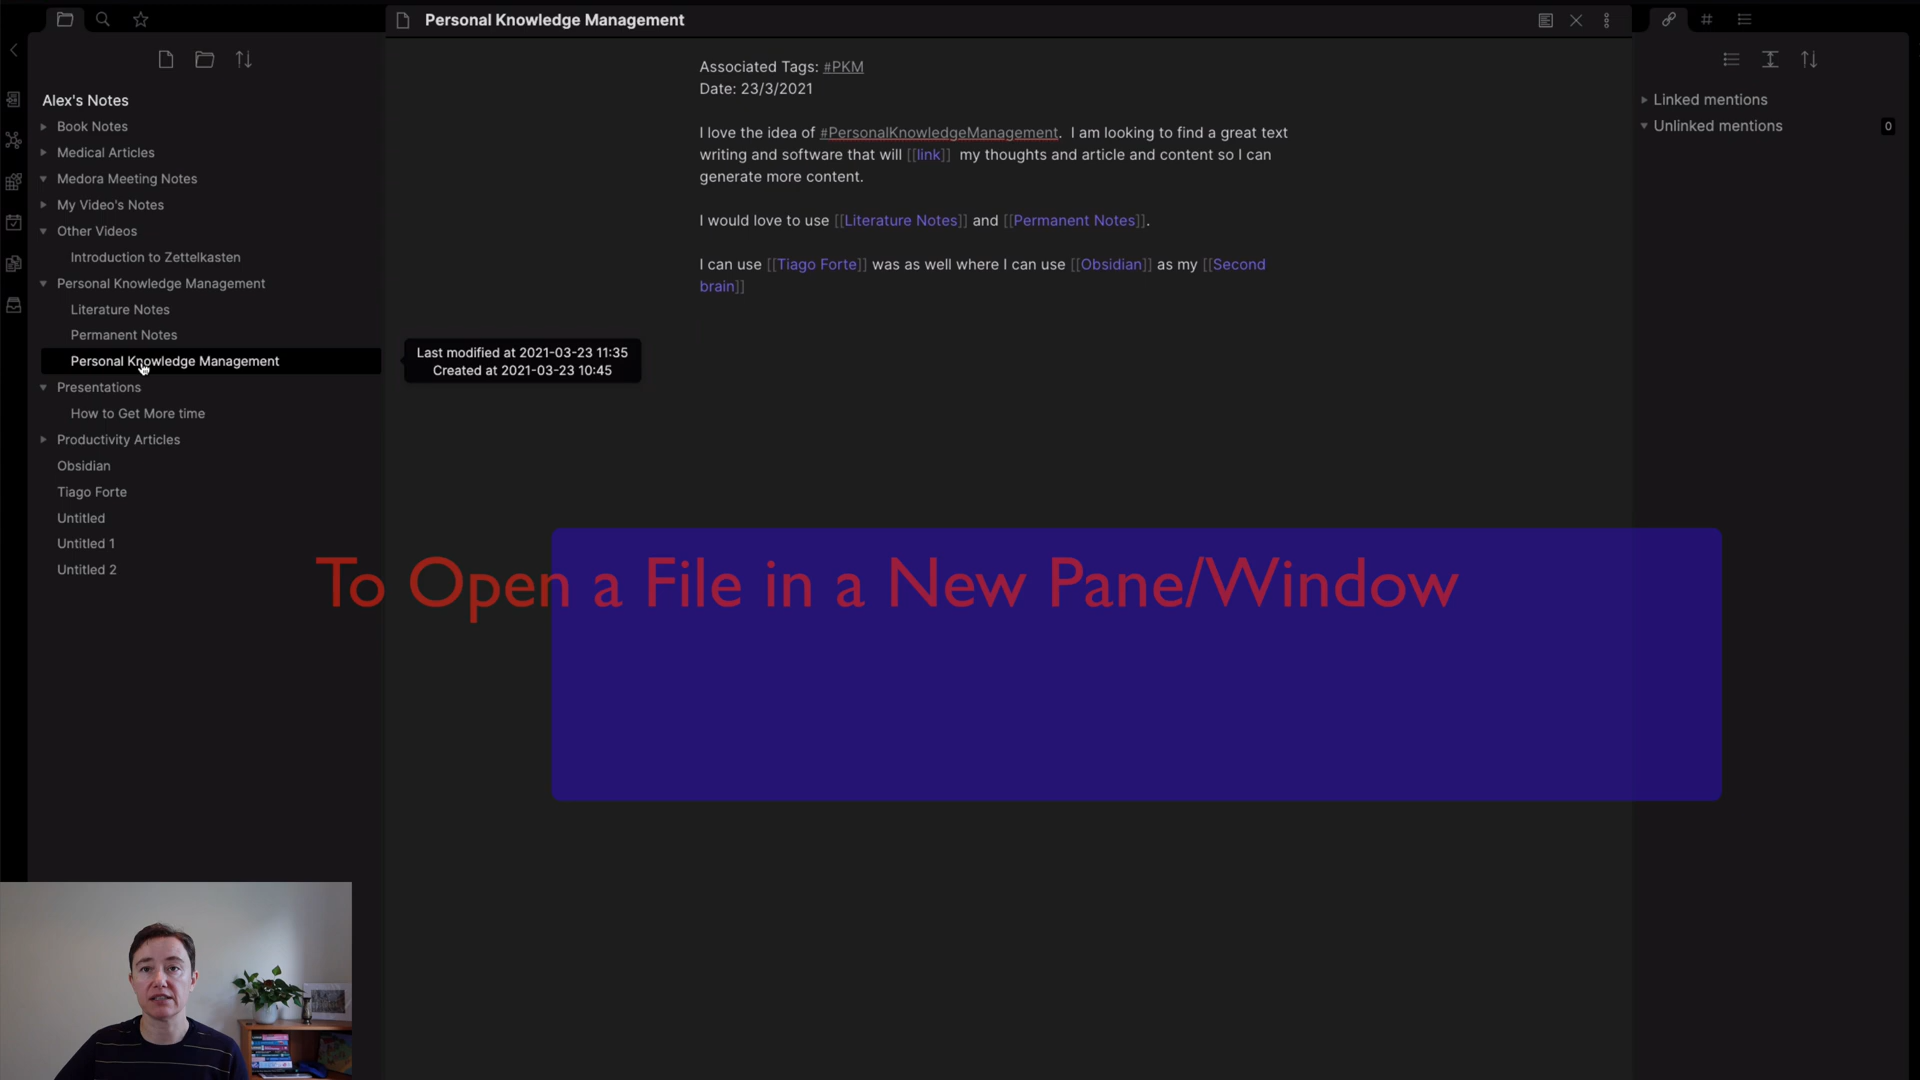 Personal Knowledge Management
Alex's Notes
Book Notes
Medical Articles
Medora Meeting Notes
My Video's Notes
Other Videos
Introduction to Zettelkasten
Personal Knowledge Management
Literature Notes
Permanent Notes
Personal Knowledge Management
Presentations
How to Get More time
Productivity Articles
Obsidian
Tiago Forte
Untitled
Untitled 1
Untitled 2
Associated Tags: #PKM
Date: 23/3/2021
I love the idea of #PersonalKnowledgeManagement. I am looking to find a great text
writing and software that will [[link]] my thoughts and article and content so I can
generate more content.
I would love to use [[Literature Notes]] and [[Permanent Notes]].
I can use [[Tiago Forte]] was as well where I can use [[Obsidian]] as my [[Second
brain]]
Last modified at 2021-03-23 11:35
Created at 2021-03-23 10:45
To Open a File in a New Pane/Window
Linked mentions
Unlinked mentions 0